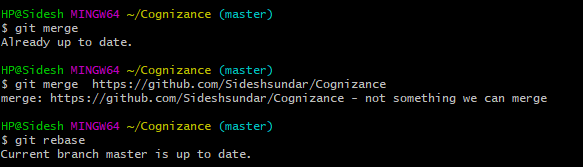 HP@Sidesh MINGW64 ~/Cognizance (master)
$ git merge
Already up to date.
HP@Sidesh MINGW64 ~/Cognizance (master)
$ git merge  https://github.com/Sideshsundar/Cognizance
merge: https://github.com/Sideshsundar/Cognizance - not something we can merge
HP@Sidesh MINGW64 ~/Cognizance (master)
$ git rebase
Current branch master is up to date.